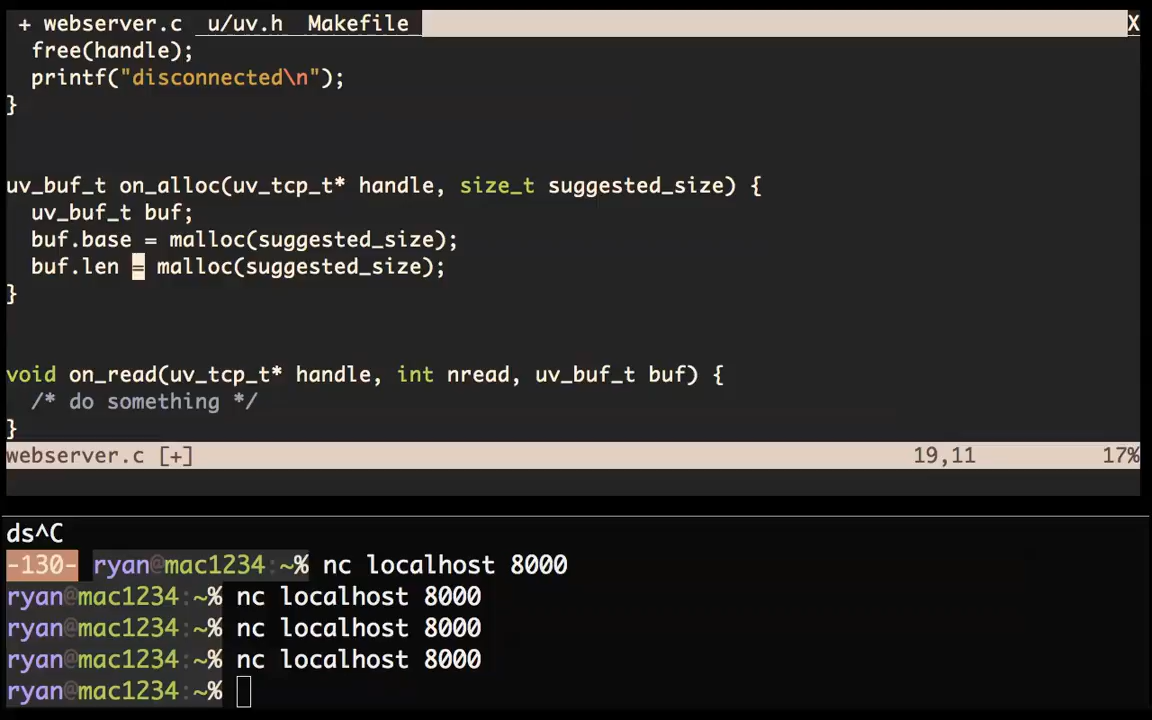 + webserver.c  u/uv.h  Makefile X
free(handle);
printf("disconnected\n");
}
uv_buf_t on_alloc(uv_tcp_t* handle, size_t suggested_size) {
uv_buf_t buf;
buf.base = malloc(suggested_size);
buf.len = malloc(suggested_size);
}
void on_read(uv_tcp_t* handle, int nread, uv_buf_t buf) {
/* do something */
}
webserver.c [+] 19,11 17%
ds^C
-130- ryan@mac1234:~% nc localhost 8000
ryan@mac1234:~% nc localhost 8000
ryan@mac1234:~% nc localhost 8000
ryan@mac1234:~% nc localhost 8000
ryan@mac1234:~%